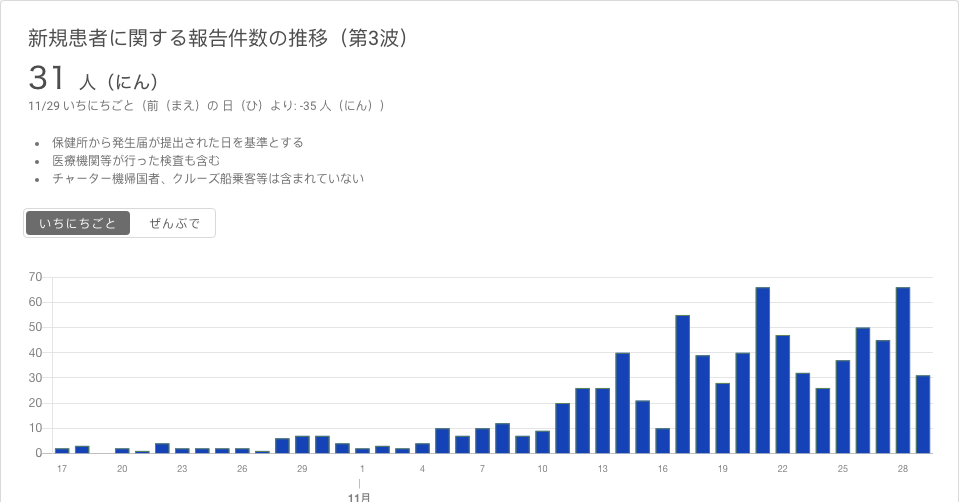 新規患者に関する報告件数の推移（第3波）
31 人（にん）
11/29 いちにちごと（前（まえ）の 日（ひ）より: -35 人（にん））
• 保健所から発生届が提出された日を基準とする
• 医療機関等が行った検査も含む
• チャーター機帰国者、クルーズ船乗客等は含まれていない
いちにちごと ぜんぶで
70
60
50
40
30
20
10
0
17 20 23 26 29 1 4 7 10 13 16 19 22 25 28
11月